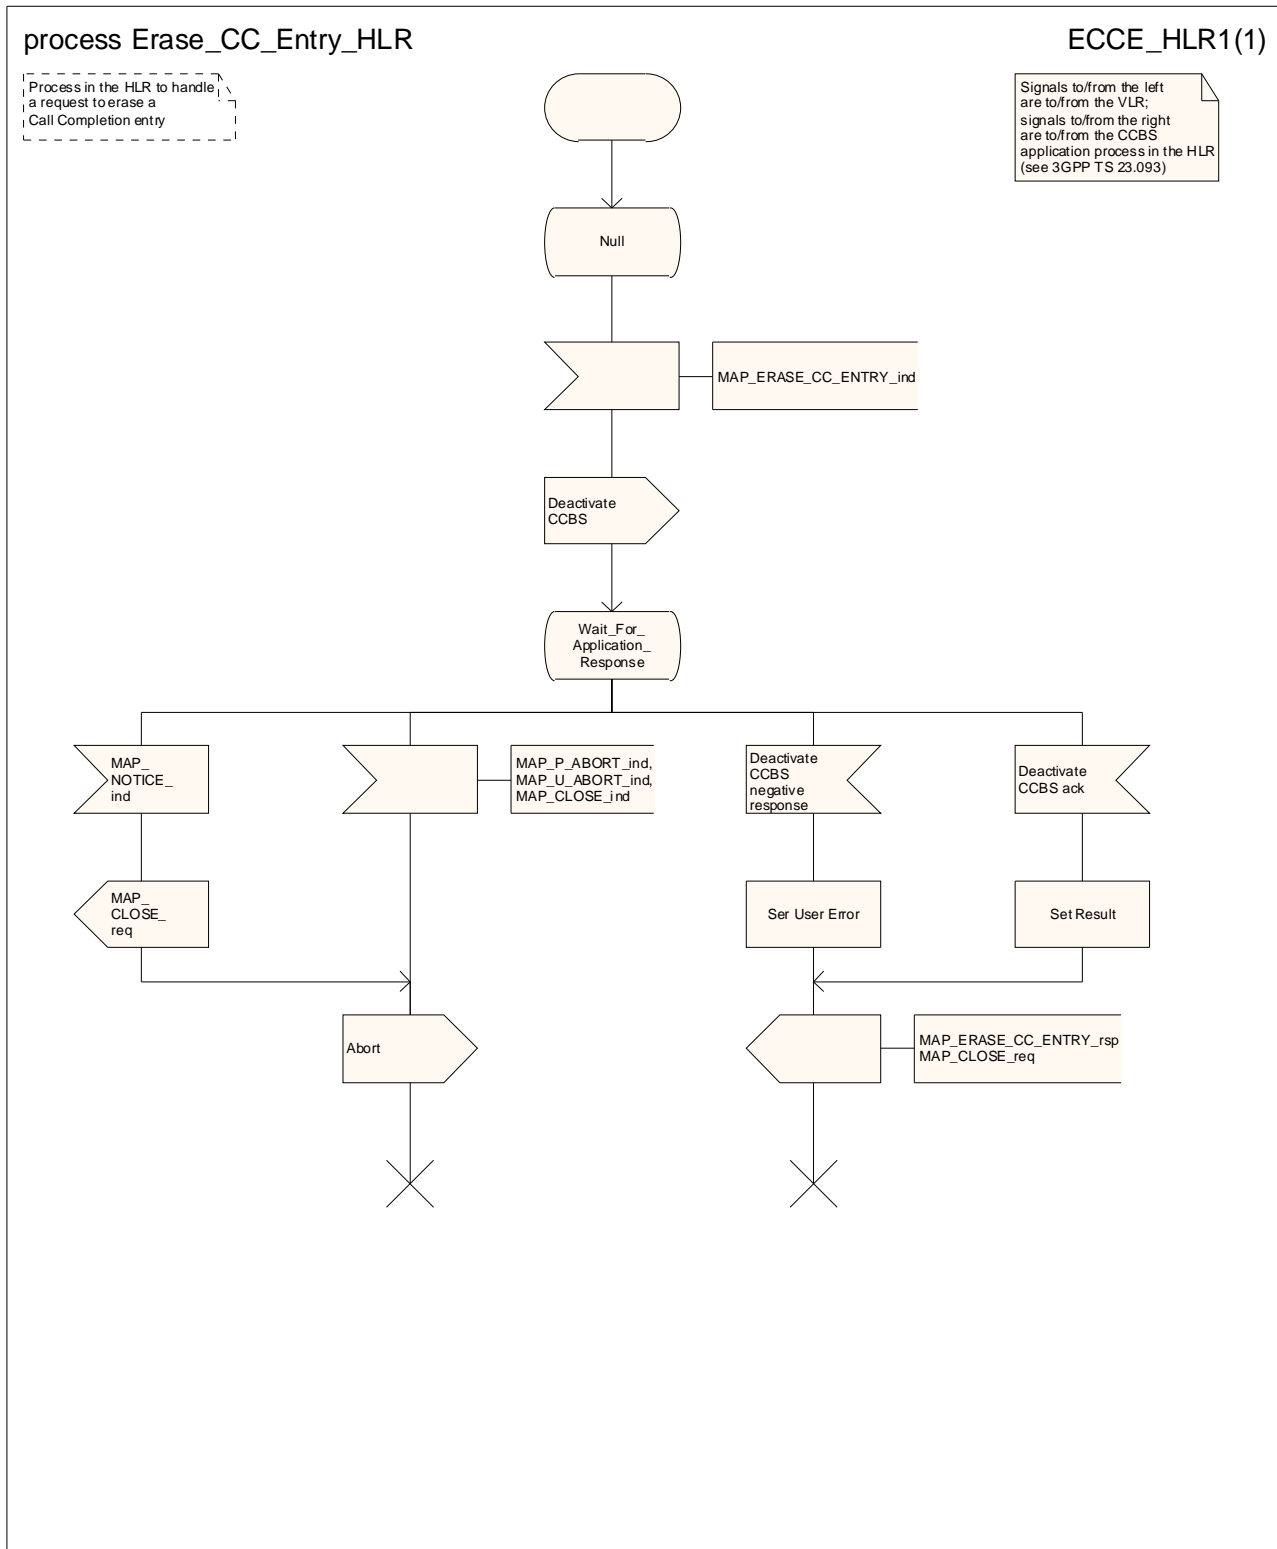 process Erase_CC_Entry_HLR
ECCE_HLR1(1)
Process in the HLR to handle
a request to erase a
Call Completion entry
Signals to/from the left
are to/from the VLR;
signals to/from the right
are to/from the CCBS
application process in the HLR
(see 3GPP TS 23.093)
Null
MAP_ERASE_CC_ENTRY_ind
Deactivate
CCBS
Wait_For_
Application_
Response
MAP_
NOTICE_
ind
MAP_P_ABORT_ind,
MAP_U_ABORT_ind,
MAP_CLOSE_ind
Deactivate
CCBS
negative
response
Deactivate
CCBS ack
MAP_
CLOSE_
req
Ser User Error
Set Result
Abort
MAP_ERASE_CC_ENTRY_rsp
MAP_CLOSE_req